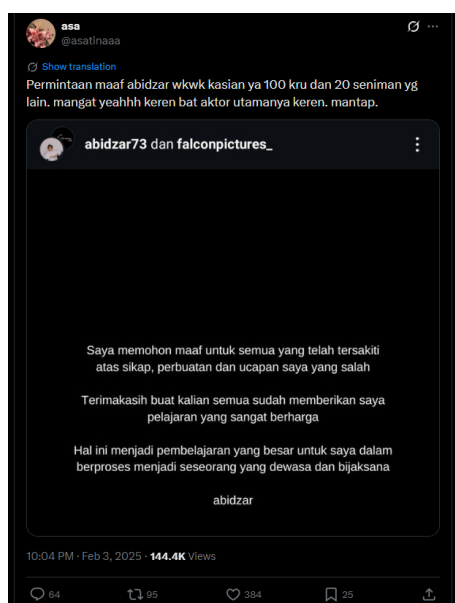 asa
@asatinaaa
Show translation
Permintaan maaf abidzar wkwk kasian ya 100 kru dan 20 seniman yg
lain. mangat yeahhh keren bat aktor utamanya keren. mantap.
abidzar73 dan falconpictures_
Saya memohon maaf untuk semua yang telah tersakiti
atas sikap, perbuatan dan ucapan saya yang salah
Terimakasih buat kalian semua sudah memberikan saya
pelajaran yang sangat berharga
Hal ini menjadi pembelajaran yang besar untuk saya dalam
berproses menjadi seseorang yang dewasa dan bijaksana
abidzar
10:04 PM · Feb 3, 2025 · 144.4K Views
64 95 384 25